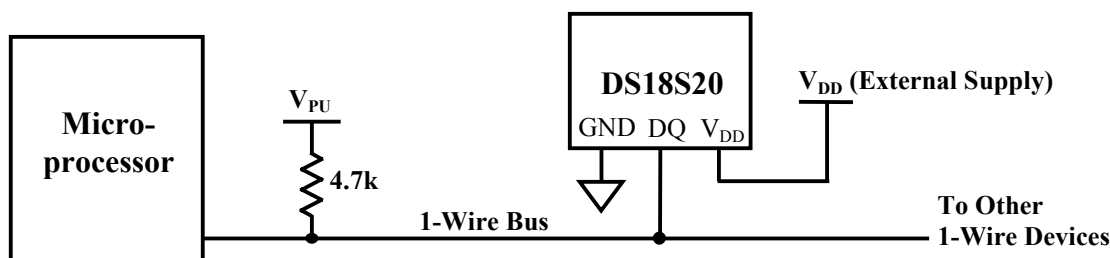 Micro-
processor
V_PU
4.7k
1-Wire Bus
DS18S20
GND DQ V_DD
V_DD (External Supply)
To Other
1-Wire Devices